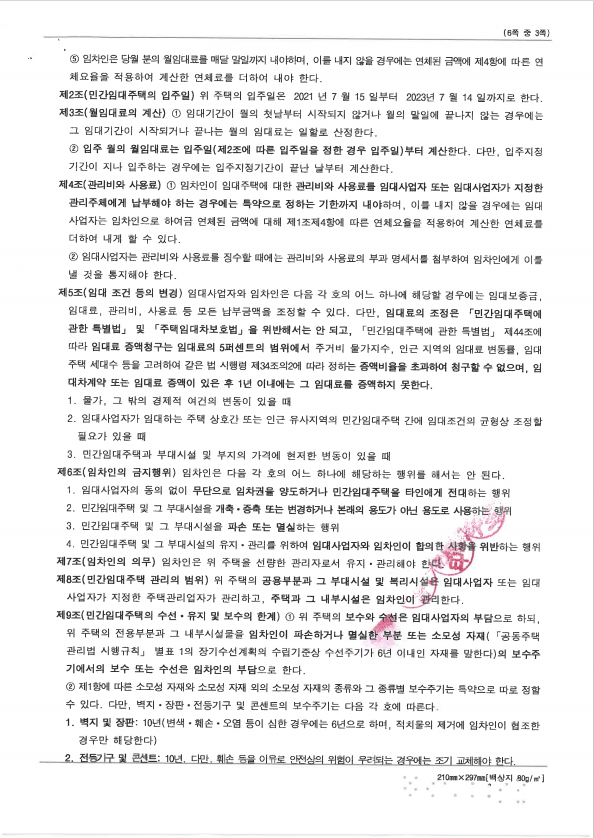 (6쪽 중 3쪽)
⑤ 임차인은 당월 분의 월임대료를 매달 말일까지 내야하며, 이를 내지 않을 경우에는 연체된 금액에 제4항에 따른 연
체요율을 적용하여 계산한 연체료를 더하여 내야 한다.
제2조(민간임대주택의 입주일) 위 주택의 입주일은 2021 년 7 월 15 일부터 2023년 7 월 14 일까지로 한다.
제3조(월임대료의 계산) ① 임대기간이 월의 첫날부터 시작되지 않거나 월의 말일에 끝나지 않는 경우에는
그 임대기간이 시작되거나 끝나는 월의 임대료는 일할로 산정한다.
② 입주 월의 월임대료는 입주일(제2조에 따른 입주일을 정한 경우 입주일)부터 계산한다. 다만, 입주지정
기간이 지나 입주하는 경우에는 입주지정기간이 끝난 날부터 계산한다.
제4조(관리비와 사용료) ① 임차인이 임대주택에 대한 관리비와 사용료를 임대사업자 또는 임대사업자가 지정한
관리주체에게 납부해야 하는 경우에는 특약으로 정하는 기한까지 내야하며, 이를 내지 않을 경우에는 임대
사업자는 임차인으로 하여금 연체된 금액에 대해 제1조제4항에 따른 연체요율을 적용하여 계산한 연체료를
더하여 내게 할 수 있다.
② 임대사업자는 관리비와 사용료를 징수할 때에는 관리비와 사용료의 부과 명세서를 첨부하여 임차인에게 이를
낼 것을 통지해야 한다.
제5조(임대 조건 등의 변경) 임대사업자와 임차인은 다음 각 호의 어느 하나에 해당할 경우에는 임대보증금,
임대료, 관리비, 사용료 등 모든 납부금액을 조정할 수 있다. 다만, 임대료의 조정은 「민간임대주택에
관한 특별법」 및 「주택임대차보호법」을 위반해서는 안 되고, 「민간임대주택에 관한 특별법」 제44조에
따라 임대료 증액청구는 임대료의 5퍼센트의 범위에서 주거비 물가지수, 인근 지역의 임대료 변동률, 임대
주택 세대수 등을 고려하여 같은 법 시행령 제34조의2에 따라 정하는 증액비율을 초과하여 청구할 수 없으며, 임
대차계약 또는 임대료 증액이 있은 후 1년 이내에는 그 임대료를 증액하지 못한다.
1. 물가, 그 밖의 경제적 여건의 변동이 있을 때
2. 임대사업자가 임대하는 주택 상호간 또는 인근 유사지역의 민간임대주택 간에 임대조건의 균형상 조정할
필요가 있을 때
3. 민간임대주택과 부대시설 및 부지의 가격에 현저한 변동이 있을 때
제6조(임차인의 금지행위) 임차인은 다음 각 호의 어느 하나에 해당하는 행위를 해서는 안 된다.
1. 임대사업자의 동의 없이 무단으로 임차권을 양도하거나 민간임대주택을 타인에게 전대하는 행위
2. 민간임대주택 및 그 부대시설을 개축·증축 또는 변경하거나 본래의 용도가 아닌 용도로 사용하는 행위
3. 민간임대주택 및 그 부대시설을 파손 또는 멸실하는 행위
4. 민간임대주택 및 그 부대시설의 유지·관리를 위하여 임대사업자와 임차인이 합의한 사항을 위반하는 행위
제7조(임차인의 의무) 임차인은 위 주택을 선량한 관리자로서 유지·관리해야 한다.
제8조(민간임대주택 관리의 범위) 위 주택의 공용부분과 그 부대시설 및 복리시설은 임대사업자 또는 임대
사업자가 지정한 주택관리업자가 관리하고, 주택과 그 내부시설은 임차인이 관리한다.
제9조(민간임대주택의 수선·유지 및 보수의 한계) ① 위 주택의 보수와 수선은 임대사업자의 부담으로 하되,
위 주택의 전용부분과 그 내부시설물을 임차인이 파손하거나 멸실한 부분 또는 소모성 자재(「공동주택
관리법 시행규칙」 별표 1의 장기수선계획의 수립기준상 수선주기가 6년 이내인 자재를 말한다)의 보수주
기에서의 보수 또는 수선은 임차인의 부담으로 한다.
② 제1항에 따른 소모성 자재와 소모성 자재 외의 소모성 자재의 종류와 그 종류별 보수주기는 특약으로 따로 정할
수 있다. 다만, 벽지·장판·전등기구 및 콘센트의 보수주기는 다음 각 호에 따른다.
1. 벽지 및 장판: 10년(변색·훼손·오염 등이 심한 경우에는 6년으로 하며, 적치물의 제거에 임차인이 협조한
경우만 해당한다)
2. 전등기구 및 콘센트: 10년. 다만, 훼손 등을 이유로 안전상의 위험이 우려되는 경우에는 조기 교체해야 한다.
210mm×297mm[백상지 80g/㎡]